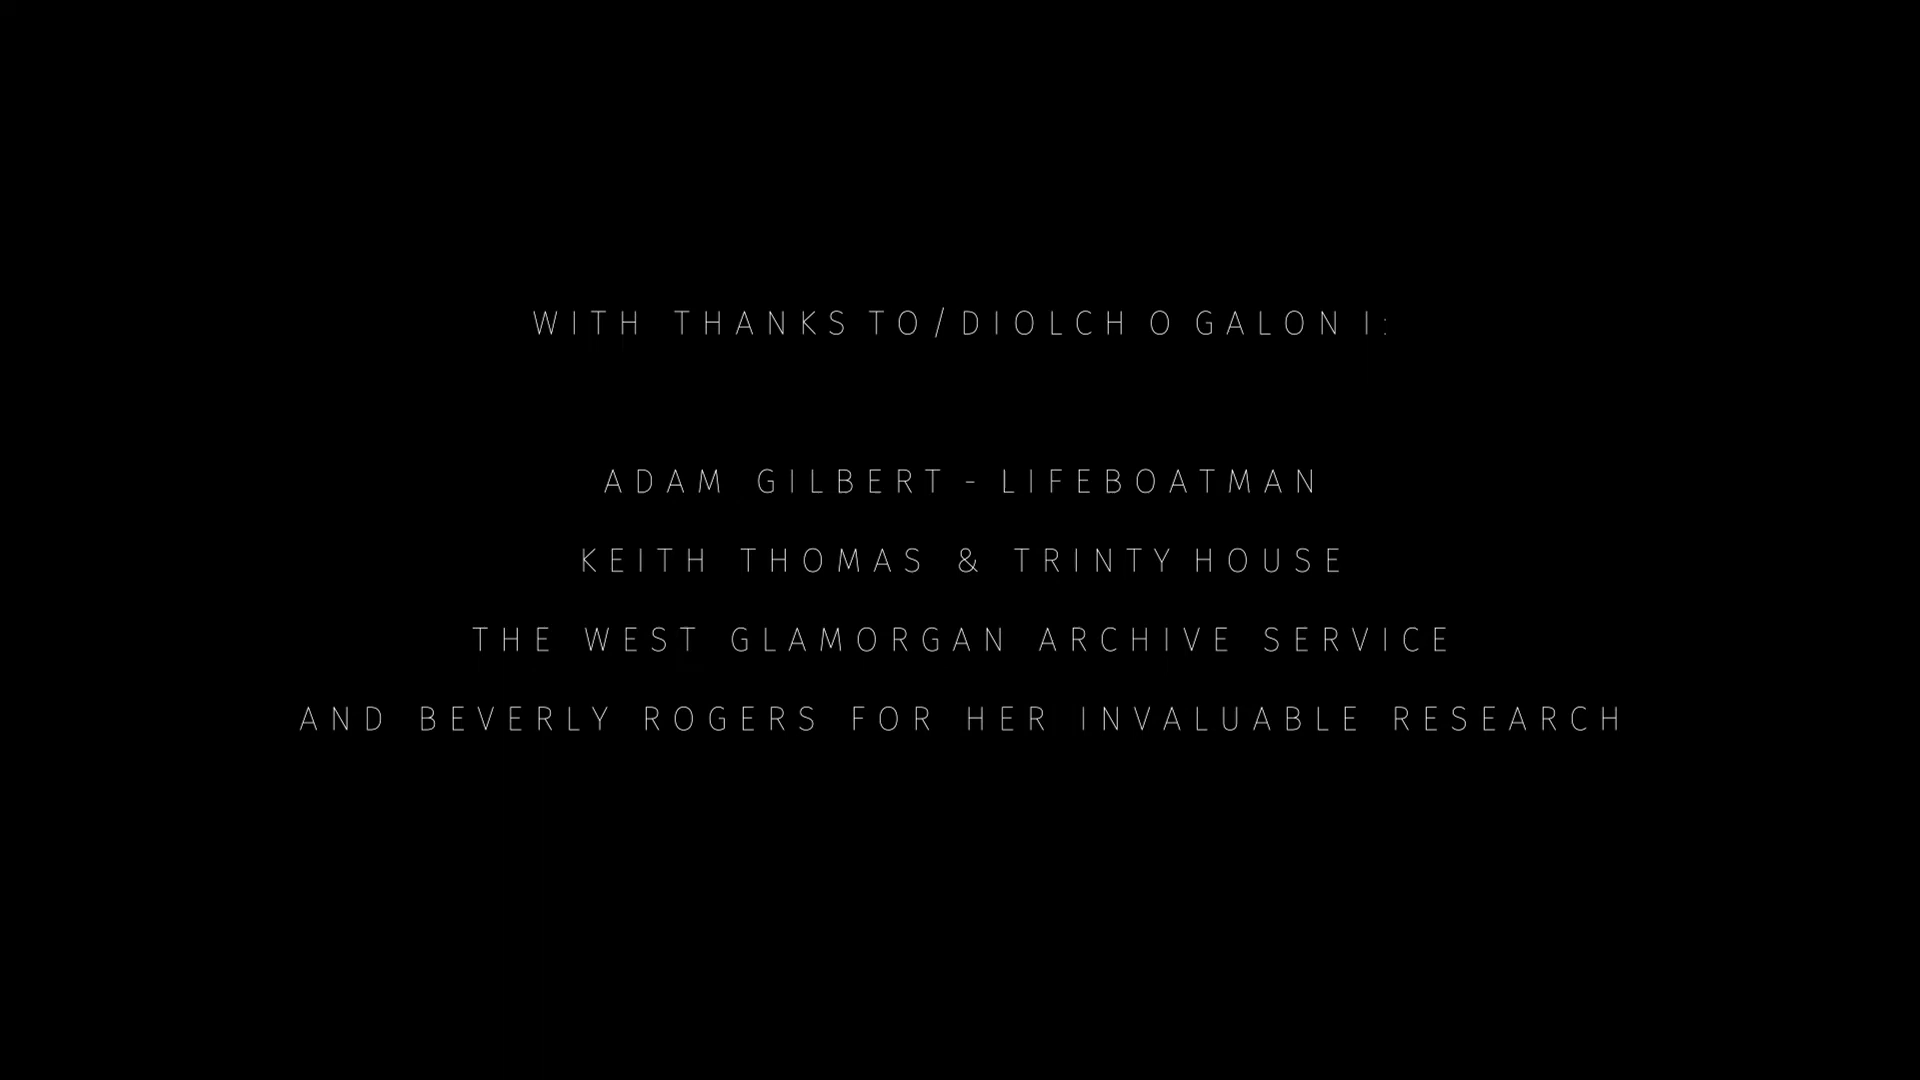 WITH THANKS TO/DIOLCH O GALON I:
ADAM GILBERT - LIFEBOATMAN
KEITH THOMAS & TRINTY HOUSE
THE WEST GLAMORGAN ARCHIVE SERVICE
AND BEVERLY ROGERS FOR HER INVALUABLE RESEARCH